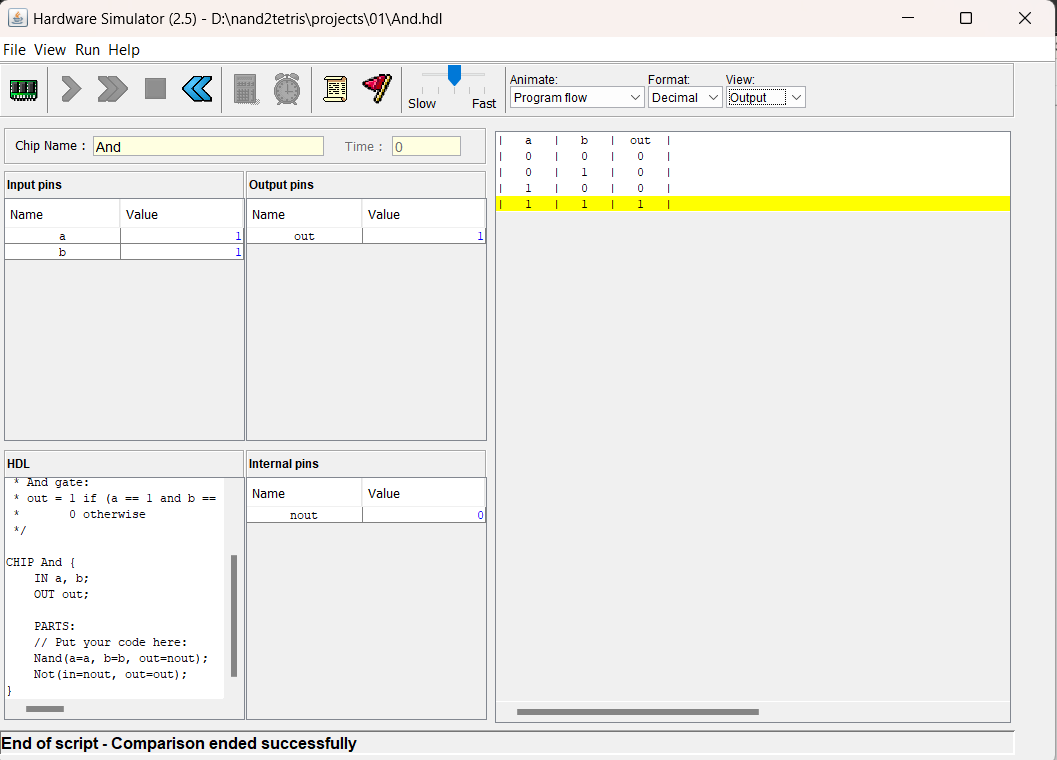 Hardware Simulator (2.5) - D:\nand2tetris\projects\01\And.hdl
File View Run Help
Slow Fast
Animate: Format: View:
Program flow Decimal Output
Chip Name : And Time : 0
Input pins
Name Value
a 1
b 1
Output pins
Name Value
out 1
HDL
* And gate:
* out = 1 if (a == 1 and b ==
* 0 otherwise
*/
CHIP And {
IN a, b;
OUT out;
PARTS:
// Put your code here:
Nand(a=a, b=b, out=nout);
Not(in=nout, out=out);
}
Internal pins
Name Value
nout 0
| a | b | out |
| 0 | 0 | 0 |
| 0 | 1 | 0 |
| 1 | 0 | 0 |
| 1 | 1 | 1 |
End of script - Comparison ended successfully